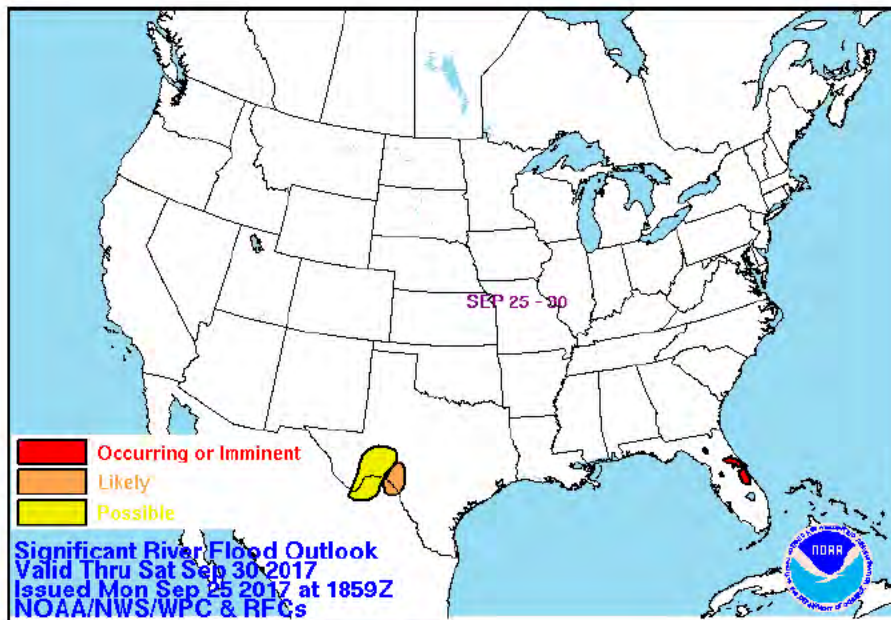 SEP 25 - 30
Occurring or Imminent
Likely
Possible
Significant River Flood Outlook
Valid Thru Sat Sep 30 2017
Issued Mon Sep 25 2017 at 1859Z
NOAA/NWS/WPC & RFCs
NOAA